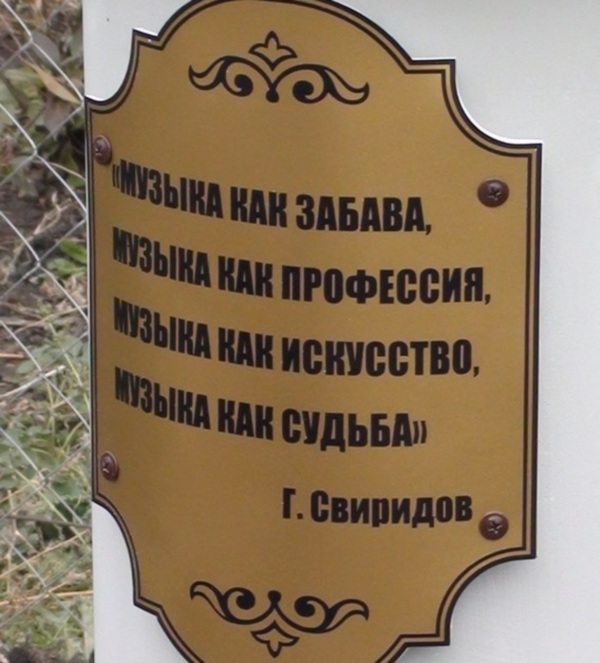 «МУЗЫКА КАК ЗАБАВА,
МУЗЫКА КАК ПРОФЕССИЯ,
МУЗЫКА КАК ИСКУССТВО,
МУЗЫКА КАК СУДЬБА»
Г. Свиридов